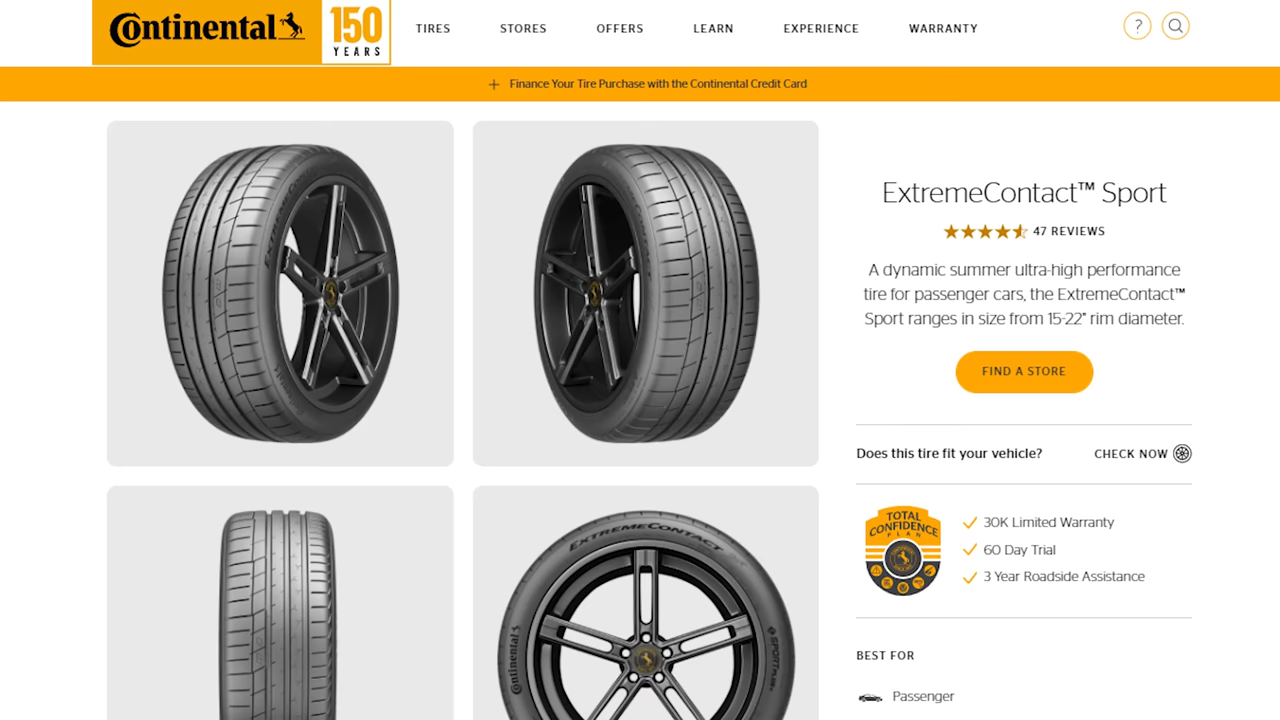 Continental
150
YEARS
TIRES
STORES
OFFERS
LEARN
EXPERIENCE
WARRANTY
?
+ Finance Your Tire Purchase with the Continental Credit Card
ExtremeContact™ Sport
47 REVIEWS
A dynamic summer ultra-high performance
tire for passenger cars, the ExtremeContact™
Sport ranges in size from 15-22" rim diameter.
FIND A STORE
Does this tire fit your vehicle?
CHECK NOW
TOTAL
CONFIDENCE
PLAN
30K Limited Warranty
60 Day Trial
3 Year Roadside Assistance
EXTREMECONTACT
Continental
SPORT
BEST FOR
Passenger